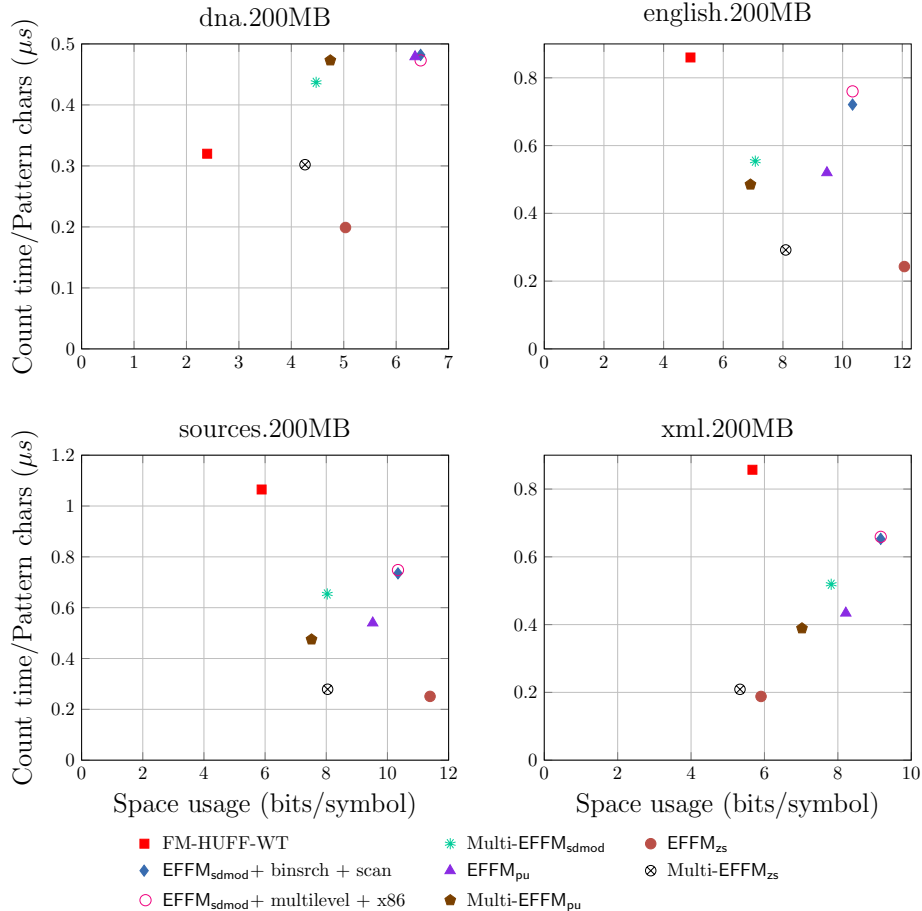 dna.200MB
english.200MB
Count time/Pattern chars (μs)
0.5
0.4
0.3
0.2
0.1
0
0 1 2 3 4 5 6 7
0.8
0.6
0.4
0.2
0
0 2 4 6 8 10 12
sources.200MB
xml.200MB
Count time/Pattern chars (μs)
1.2
1
0.8
0.6
0.4
0.2
0
0 2 4 6 8 10 12
0.8
0.6
0.4
0.2
0
0 2 4 6 8 10
Space usage (bits/symbol)
Space usage (bits/symbol)
FM-HUFF-WT
EFFMsdmod+ binsrch + scan
EFFMsdmod+ multilevel + x86
Multi-EFFMsdmod
EFFMpu
Multi-EFFMpu
EFFMzs
Multi-EFFMzs